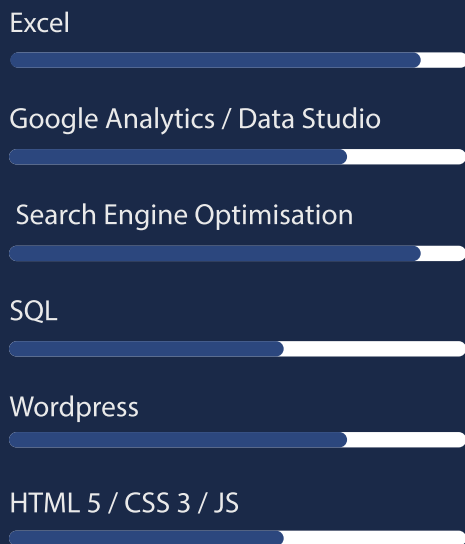 Excel
Google Analytics / Data Studio
Search Engine Optimisation
SQL
Wordpress
HTML 5 / CSS 3 / JS